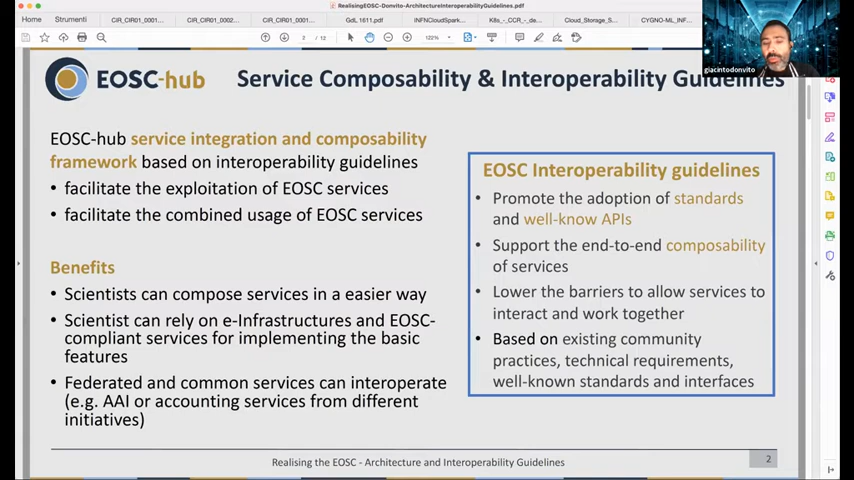 RealisingEOSC-Donvito-ArchitectureInteroperabilityGuidelines.pdf
Home Strumenti CIR_CIR01_0001... CIR_CIR01_0002... CIR_CIR01_0001... GdL 1611.pdf INFNCloudSpark... K8s_-_CCR_-_de... Cloud_Storage_S... CYGNO-ML_INF...
2 / 12 122%
giacintodonvito
EOSC-hub Service Composability & Interoperability Guidelines
EOSC-hub service integration and composability
framework based on interoperability guidelines
• facilitate the exploitation of EOSC services
• facilitate the combined usage of EOSC services
Benefits
• Scientists can compose services in a easier way
• Scientist can rely on e-Infrastructures and EOSC-
compliant services for implementing the basic
features
• Federated and common services can interoperate
(e.g. AAI or accounting services from different
initiatives)
EOSC Interoperability guidelines
• Promote the adoption of standards
and well-know APIs
• Support the end-to-end composability
of services
• Lower the barriers to allow services to
interact and work together
• Based on existing community
practices, technical requirements,
well-known standards and interfaces
Realising the EOSC - Architecture and Interoperability Guidelines
2